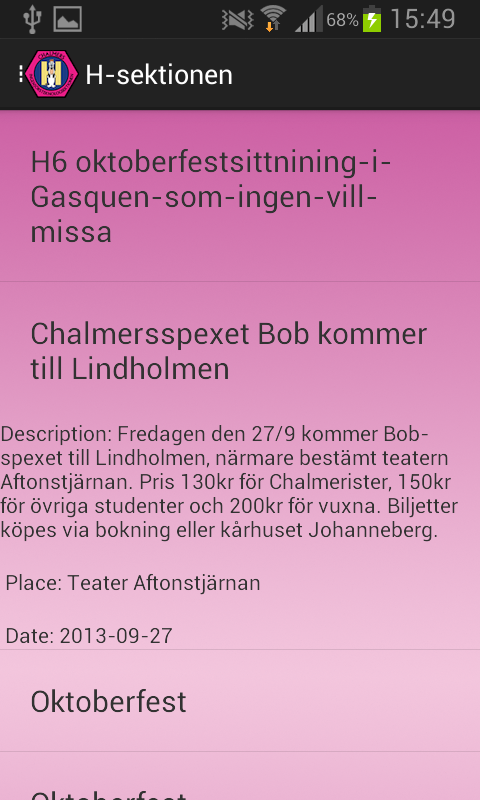 68% 15:49
H-sektionen
H6 oktoberfestsittnining-i-
Gasquen-som-ingen-vill-
missa
Chalmersspexet Bob kommer
till Lindholmen
Description: Fredagen den 27/9 kommer Bob-
spexet till Lindholmen, närmare bestämt teatern
Aftonstjärnan. Pris 130kr för Chalmerister, 150kr
för övriga studenter och 200kr för vuxna. Biljetter
köpes via bokning eller kårhuset Johanneberg.
Place: Teater Aftonstjärnan
Date: 2013-09-27
Oktoberfest
Oktoberfest